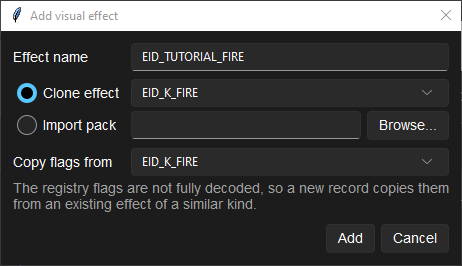 Add visual effect
Effect name EID_TUTORIAL_FIRE
Clone effect EID_K_FIRE
Import pack Browse...
Copy flags from EID_K_FIRE
The registry flags are not fully decoded, so a new record copies them
from an existing effect of a similar kind.
Add Cancel